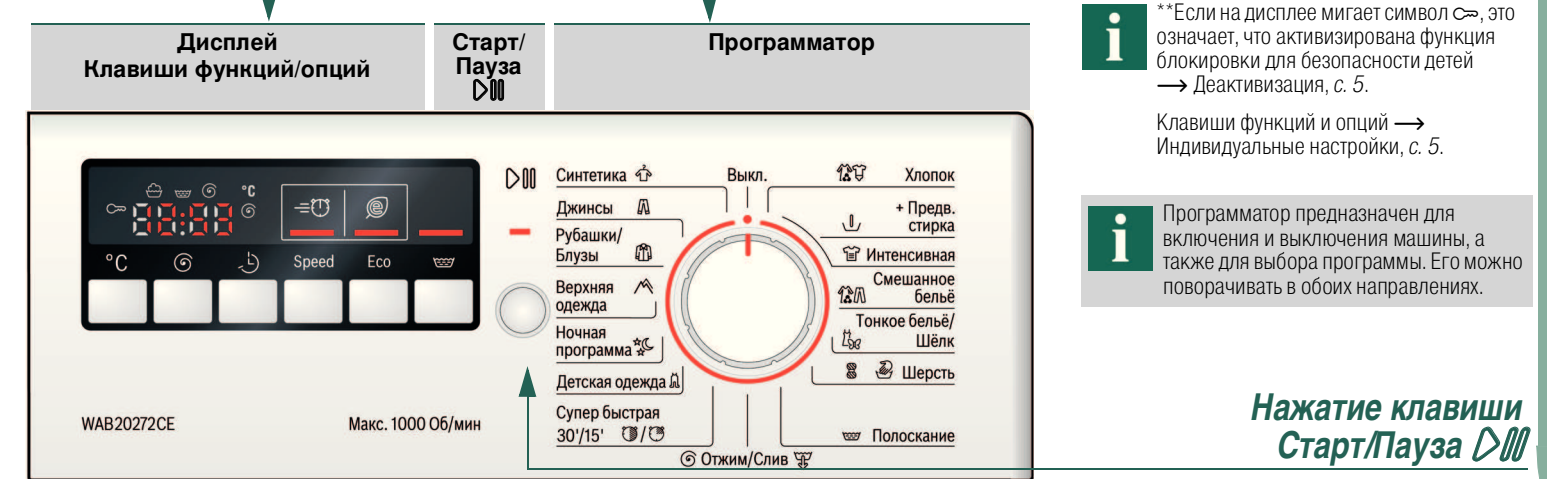 Дисплей
Клавиши функций/опций
Старт/
Пауза
Программатор
°C
88:88
°C
Speed
Eco
WAB20272CE
Макс. 1000 Об/мин
Синтетика
Джинсы
Рубашки/
Блузы
Верхняя
одежда
Ночная
программа
Детская одежда
Супер быстрая
30'/15'
Отжим/Слив
Выкл.
Хлопок
+ Предв.
стирка
Интенсивная
Смешанное
бельё
Тонкое бельё/
Шёлк
Шерсть
Полоскание
**Если на дисплее мигает символ, это
означает, что активизирована функция
блокировки для безопасности детей
⟶ Деактивизация, с. 5.
Клавиши функций и опций ⟶
Индивидуальные настройки, с. 5.
i
i
Программатор предназначен для
включения и выключения машины, а
также для выбора программы. Его можно
поворачивать в обоих направлениях.
Нажатие клавиши
Старт/Пауза